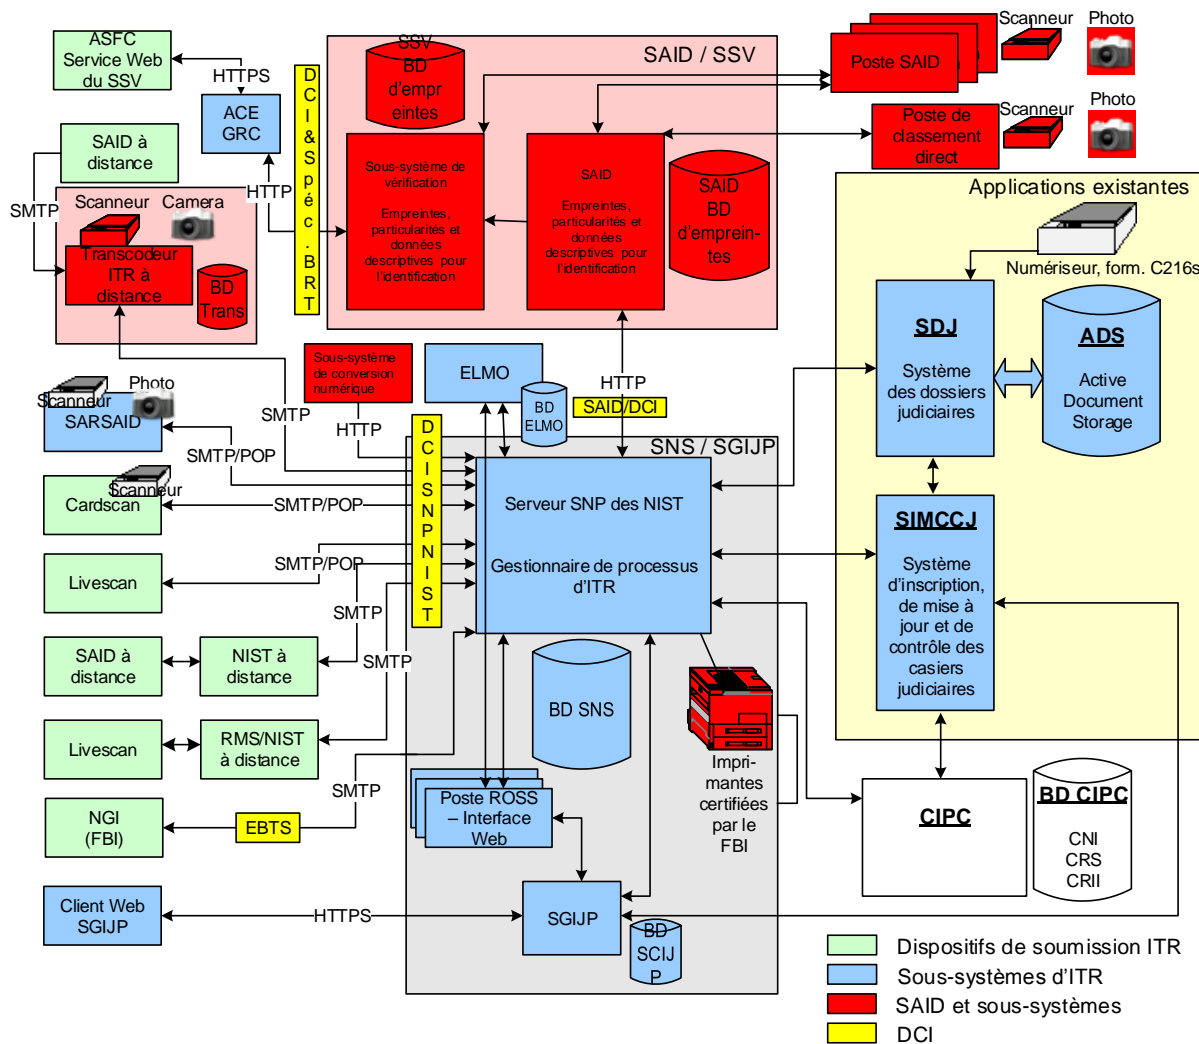 ASFC
Service Web
du SSV
HTTPS
ACE
GRC
SAID à
distance
HTTP
SMTP
Scanneur
Camera
Transcodeur
ITR à
distance
BD
Trans
DCI&Spéc.BRT
SAID / SSV
SSV
BD
d'empr
eintes
Sous-système de
vérification
Empreintes,
particularités et
données
descriptives pour
l'identification
SAID
Empreintes,
particularités et
données
descriptives pour
l'identification
SAID
BD
d'emprein-
tes
Poste SAID
Scanneur
Photo
Poste de
classement
direct
Scanneur
Photo
Applications existantes
Numériseur, form. C216s
SDJ
Système
des dossiers
judiciaires
ADS
Active
Document
Storage
SIMCCJ
Système
d'inscription,
de mise à
jour et de
contrôle des
casiers
judiciaires
CIPC
BD CIPC
CNI
CRS
CRII
Sous-système
de conversion
numérique
HTTP
ELMO
BD
ELMO
HTTP
SAID/DCI
DCISNPNIST
SNS / SGIJP
Serveur SNP des NIST
Gestionnaire de processus
d'ITR
BD SNS
Imprimantes
certifiées
par le
FBI
Poste ROSS
– Interface
Web
SGIJP
BD
SCIJ
P
Scanneur
Photo
SARSAID
SMTP
SMTP/POP
Scanneur
Cardscan
SMTP/POP
Livescan
SMTP/POP
SAID à
distance
NIST à
distance
SMTP
Livescan
RMS/NIST
à distance
SMTP
NGI
(FBI)
EBTS
SMTP
Client Web
SGIJP
HTTPS
Dispositifs de soumission ITR
Sous-systèmes d'ITR
SAID et sous-systèmes
DCI